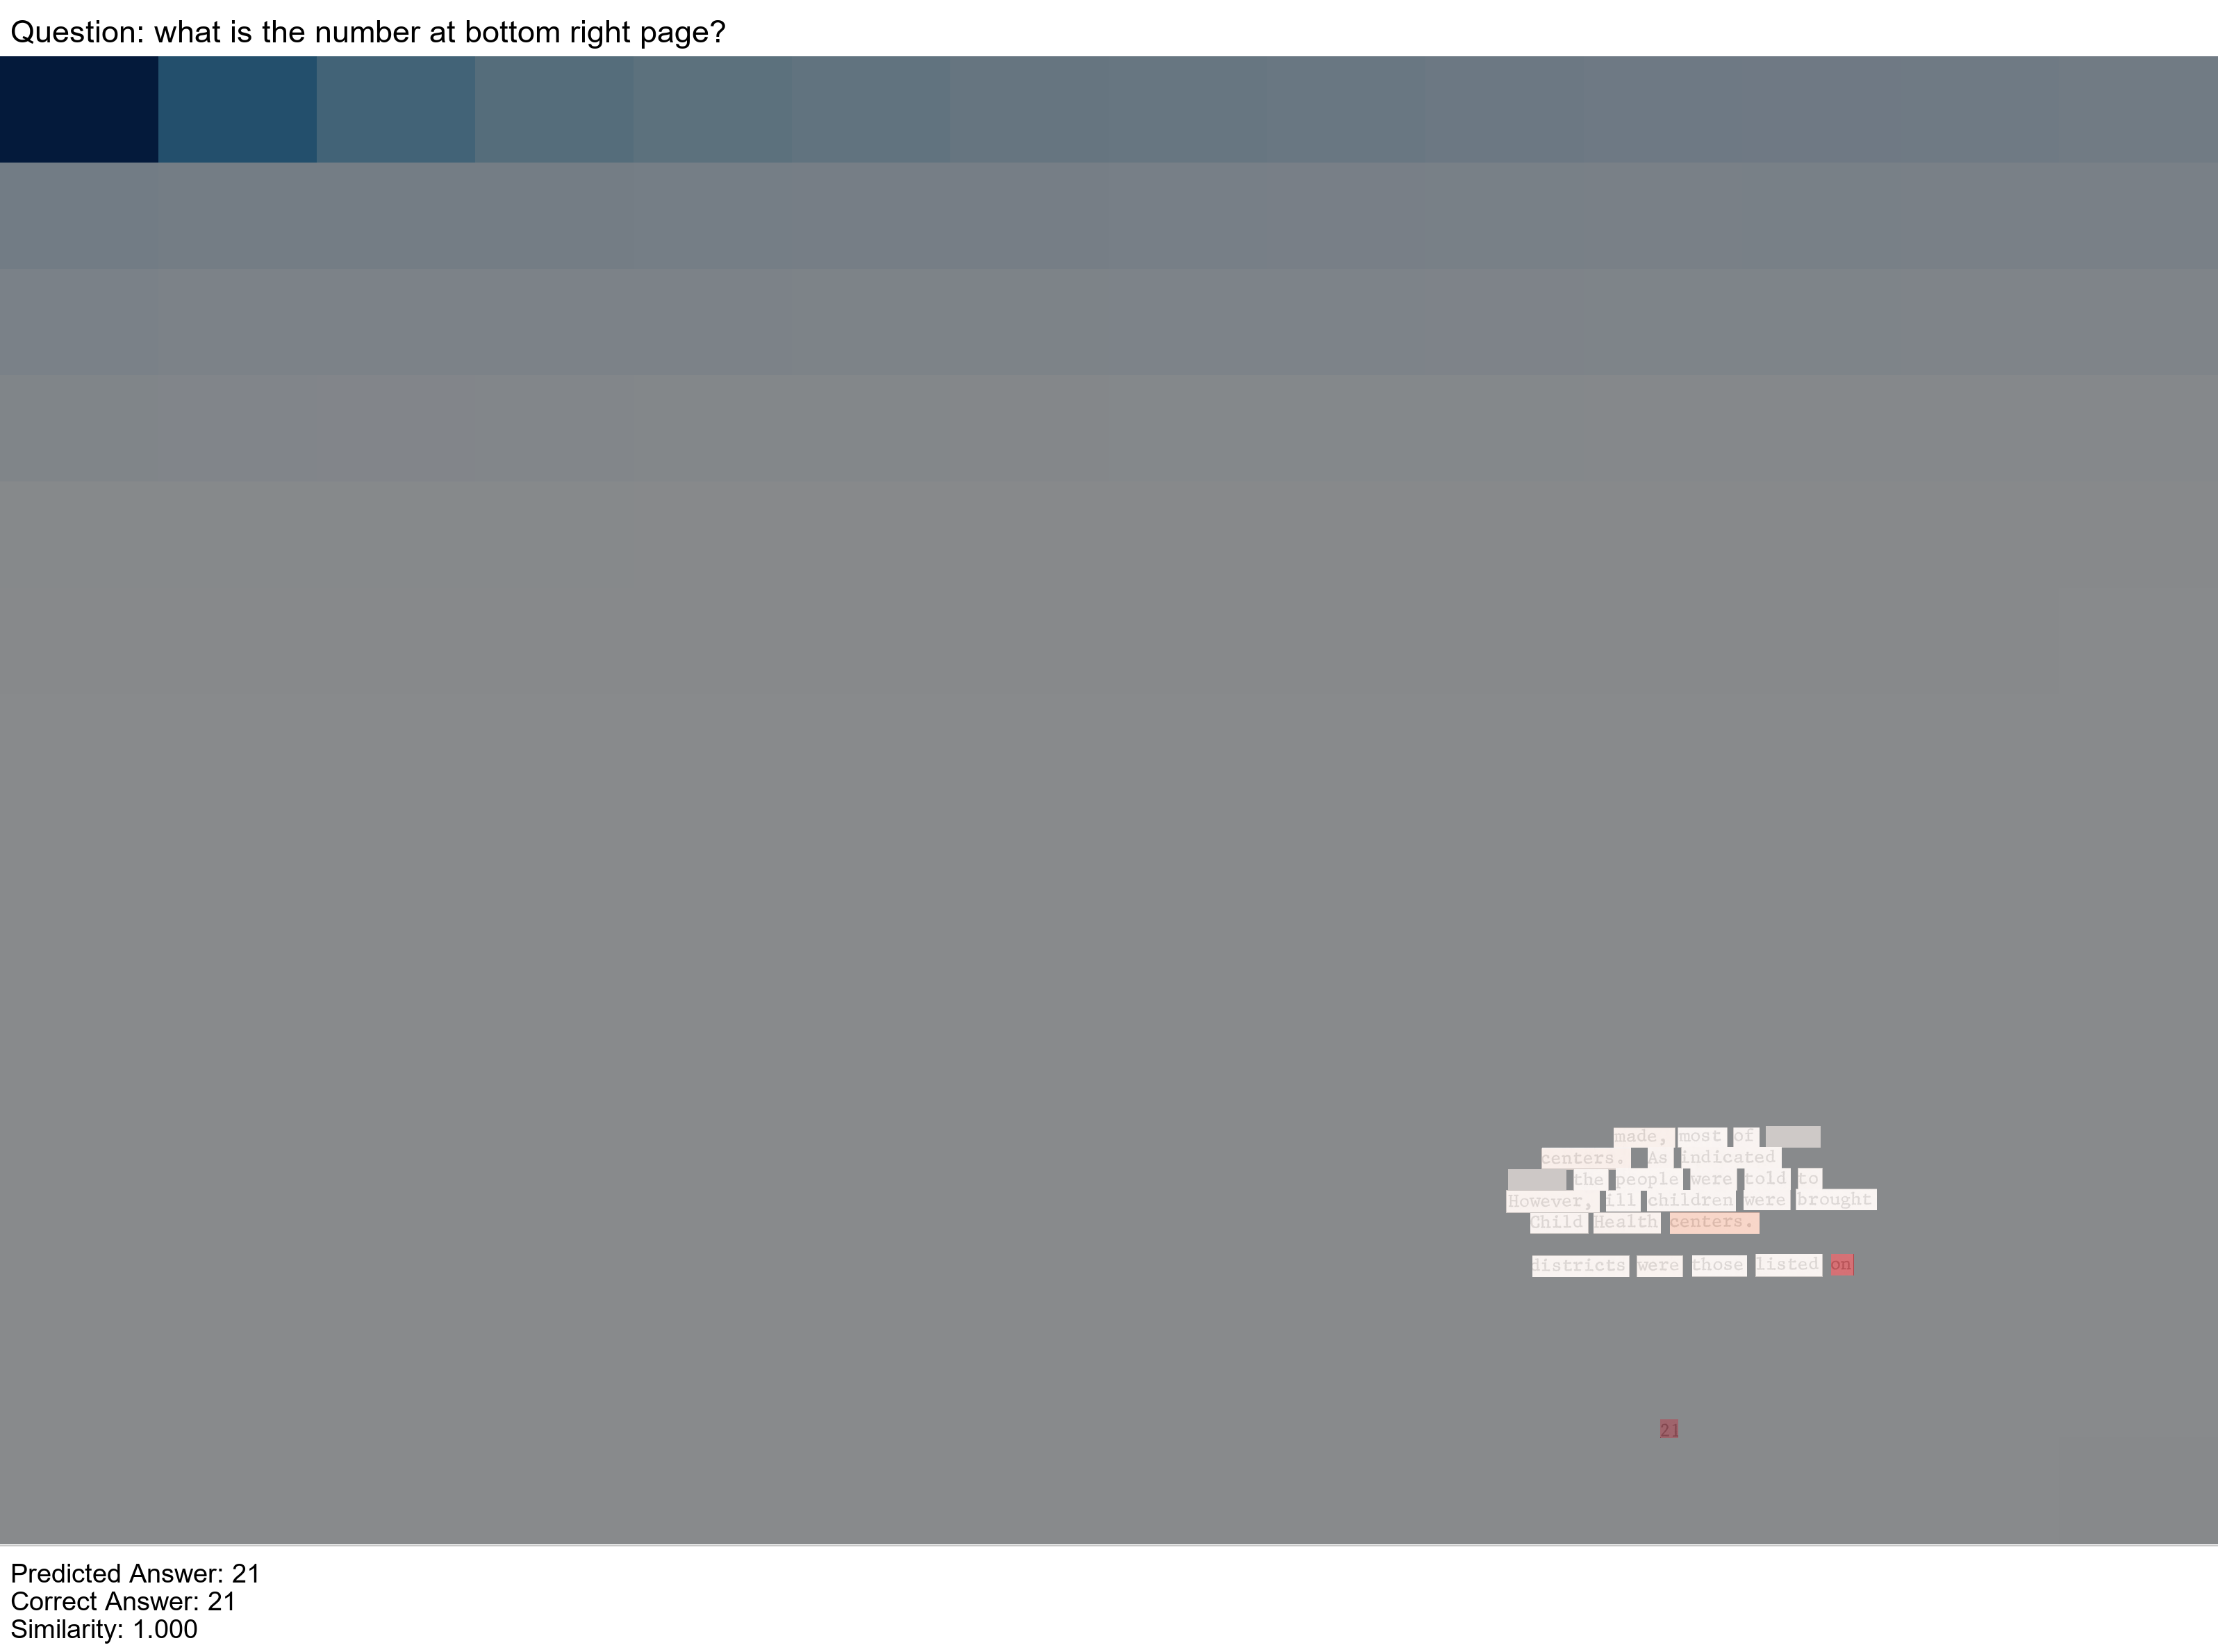 Question: what is the number at bottom right page?
made, most of
centers. As indicated
the people were told to
However, ill children were brought
Child Health centers.
districts were those listed on
21
Predicted Answer: 21
Correct Answer: 21
Similarity: 1.000